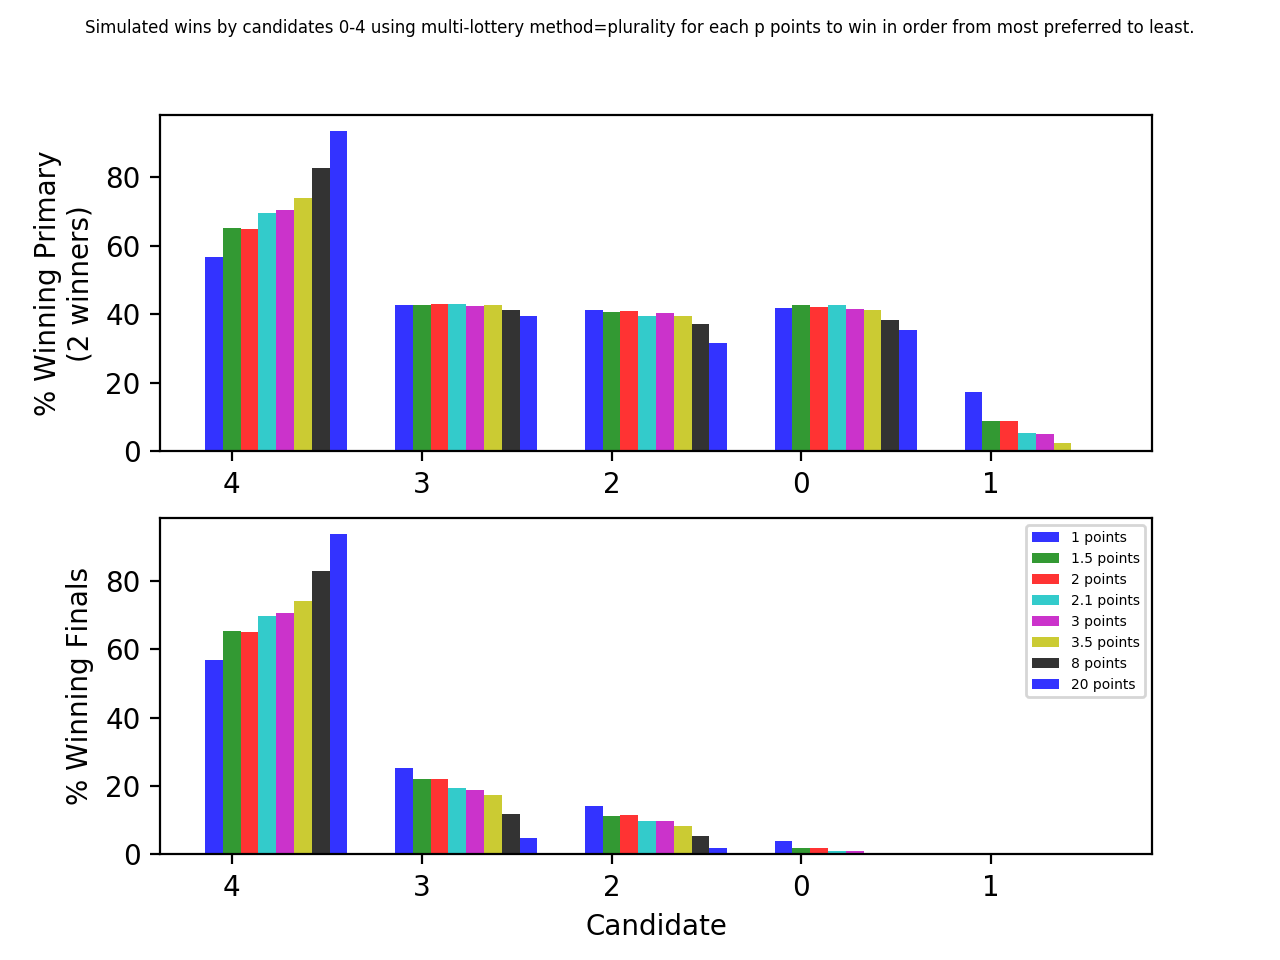 Simulated wins by candidates 0-4 using multi-lottery method=plurality for each p points to win in order from most preferred to least.
% Winning Primary
(2 winners)
80
60
40
20
0
4 3 2 0 1
% Winning Finals
80
60
40
20
0
1 points
1.5 points
2 points
2.1 points
3 points
3.5 points
8 points
20 points
4 3 2 0 1
Candidate